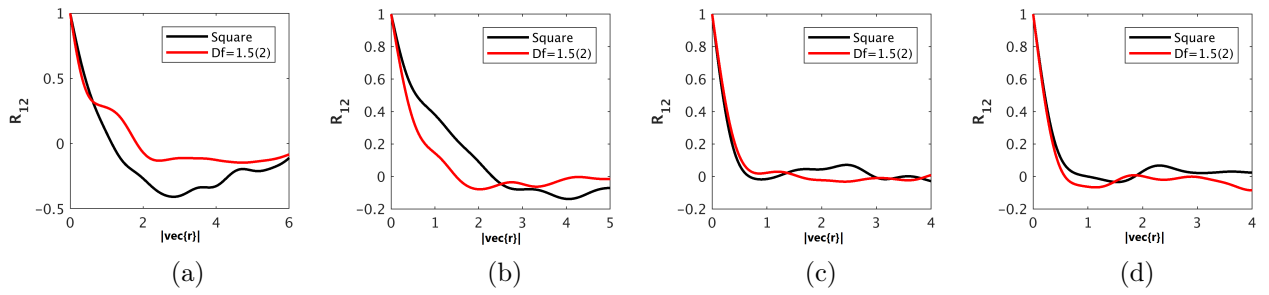 1
0.5
0
−0.5
R12
0 2 4 6
|vec{r}|
Square
Df=1.5(2)
(a)
1
0.8
0.6
0.4
0.2
0
−0.2
R12
0 1 2 3 4 5
|vec{r}|
Square
Df=1.5(2)
(b)
1
0.8
0.6
0.4
0.2
0
−0.2
R12
0 1 2 3 4
|vec{r}|
Square
Df=1.5(2)
(c)
1
0.8
0.6
0.4
0.2
0
−0.2
R12
0 1 2 3 4
|vec{r}|
Square
Df=1.5(2)
(d)